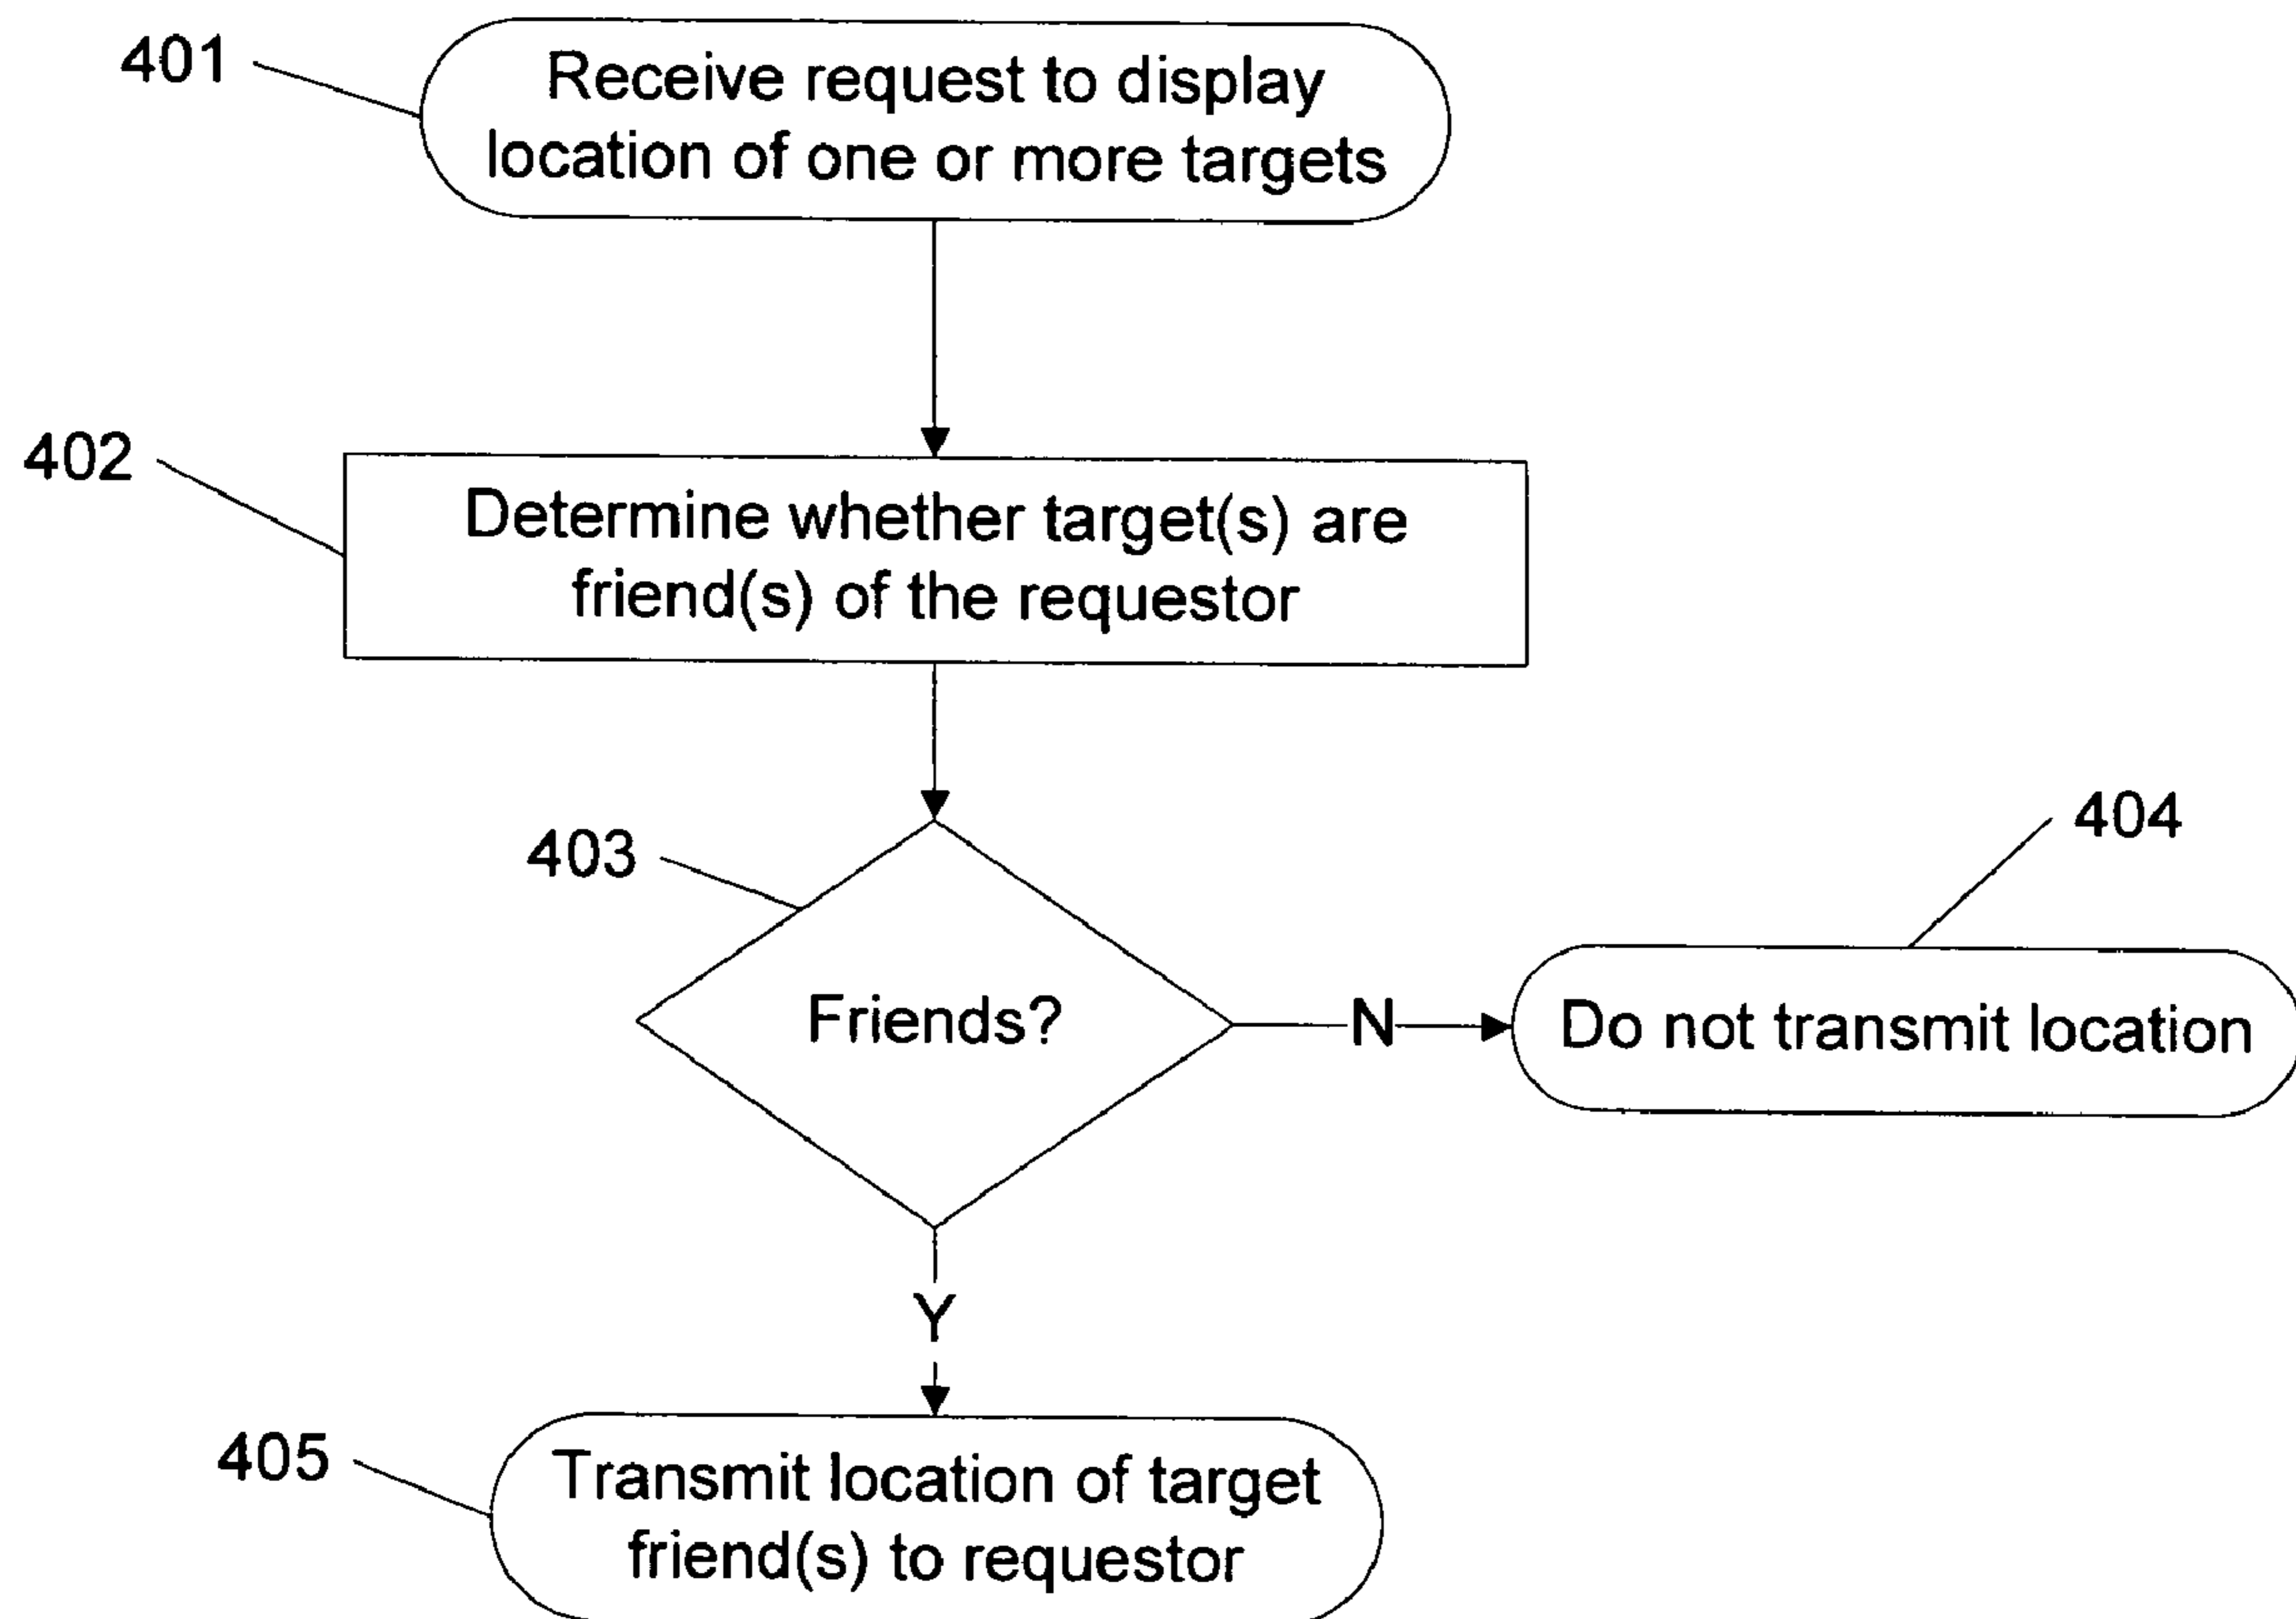 401
Receive request to display
location of one or more targets
402
Determine whether target(s) are
friend(s) of the requestor
403
404
Friends?
N
Do not transmit location
Y
405
Transmit location of target
friend(s) to requestor